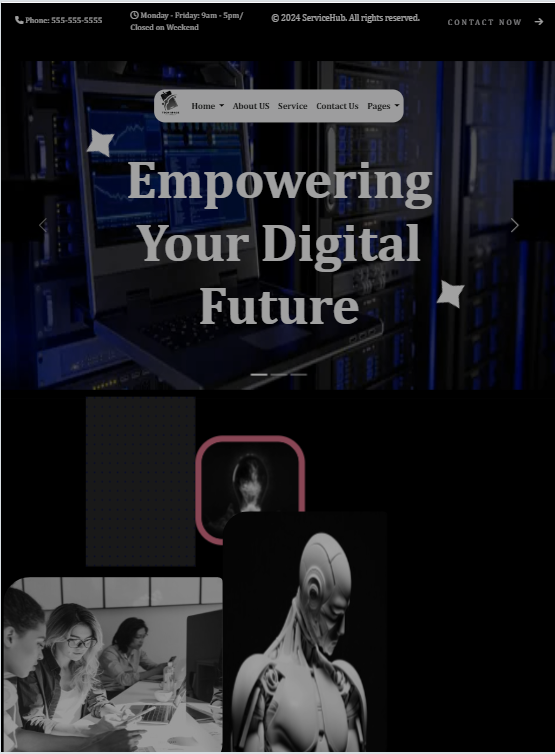 Phone: 555-555-5555
Monday - Friday: 9am - 5pm/
Closed on Weekend
© 2024 ServiceHub. All rights reserved.
CONTACT NOW
Home
About US
Service
Contact Us
Pages
Empowering
Your Digital
Future